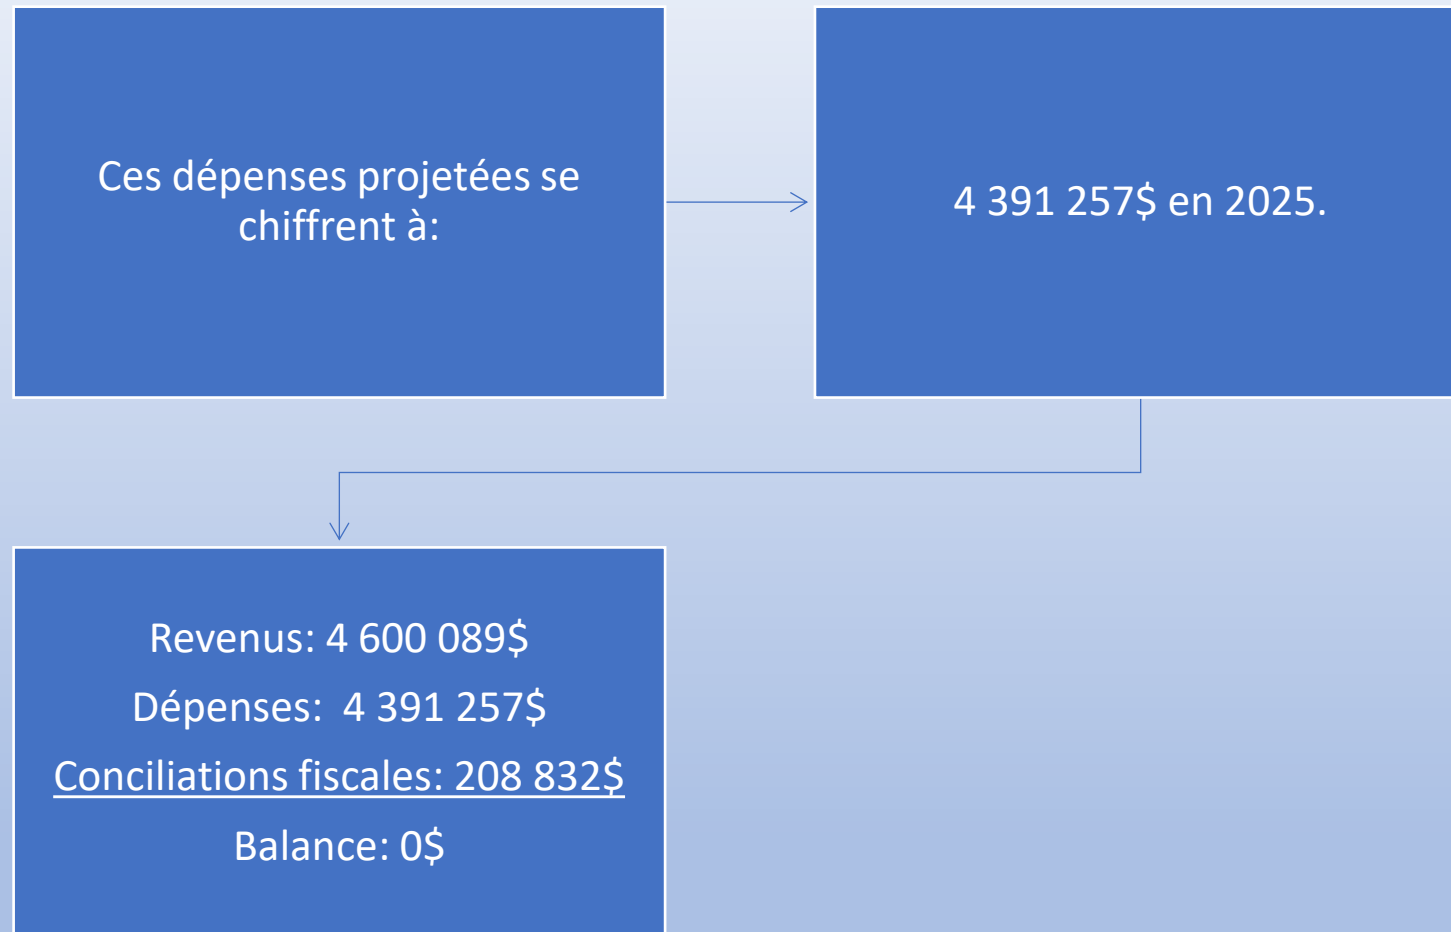 Ces dépenses projetées se
chiffrent à:
4 391 257$ en 2025.
Revenus: 4 600 089$
Dépenses:  4 391 257$
Conciliations fiscales: 208 832$
Balance: 0$